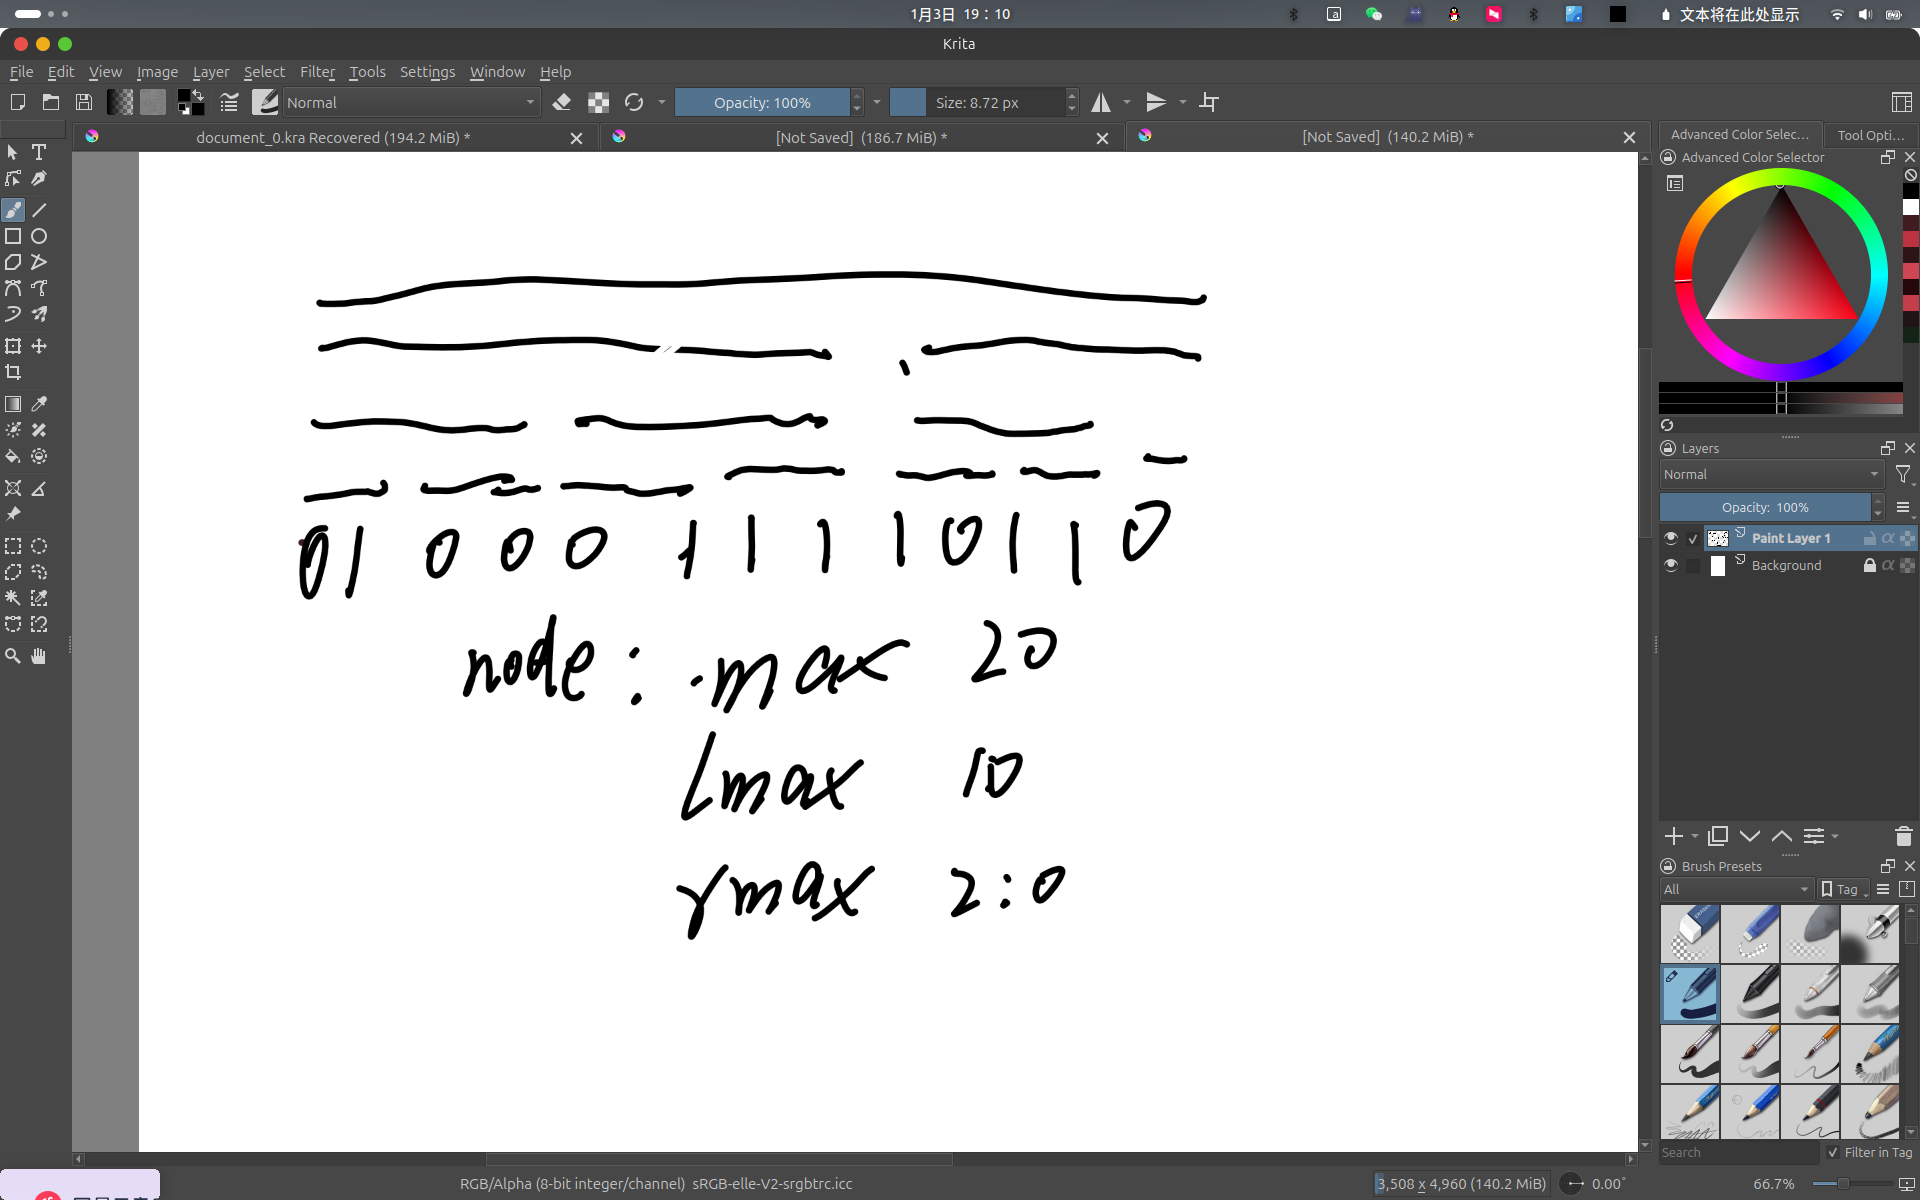 1月3日 19：10
文本将在此处显示
Krita
File Edit View Image Layer Select Filter Tools Settings Window Help
Normal
Opacity: 100%
Size: 8.72 px
document_0.kra Recovered (194.2 MiB) *
[Not Saved] (186.7 MiB) *
[Not Saved] (140.2 MiB) *
Advanced Color Selec...
Tool Opti...
Advanced Color Selector
01 0 0 0 1 1 1 1 0 1 1 0
node: max 20
lmax 10
rmax 2:0
Layers
Normal
Opacity: 100%
Paint Layer 1
Background
Brush Presets
All
Tag
Search
Filter in Tag
RGB/Alpha (8-bit integer/channel) sRGB-elle-V2-srgbtrc.icc
3,508 x 4,960 (140.2 MiB)
0.00°
66.7%